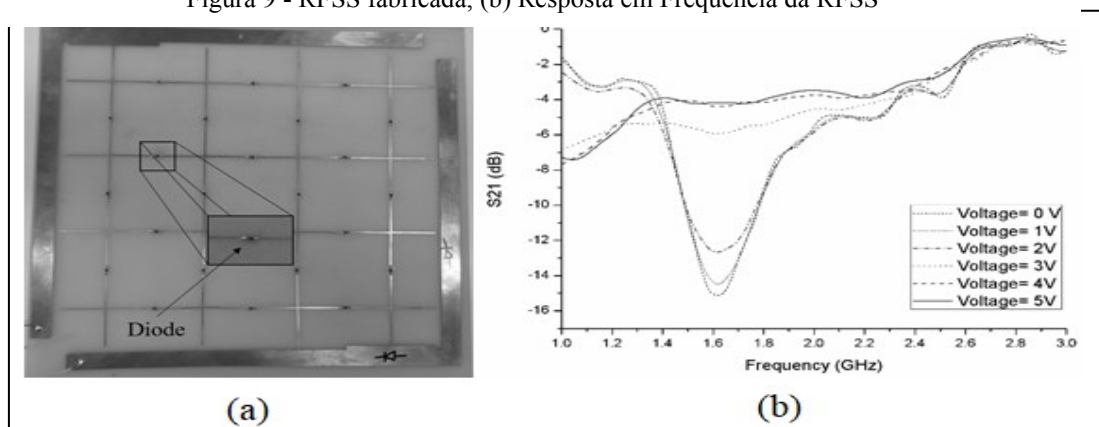 Figura 9 - RFSS fabricada, (b) Resposta em Frequência da RFSS
Diode
(a)
0
-2
-4
-6
-8
-10
-12
-14
-16
S21 (dB)
1.0 1.2 1.4 1.6 1.8 2.0 2.2 2.4 2.6 2.8 3.0
Frequency (GHz)
Voltage= 0 V
Voltage= 1V
Voltage= 2V
Voltage= 3V
Voltage= 4V
Voltage= 5V
(b)